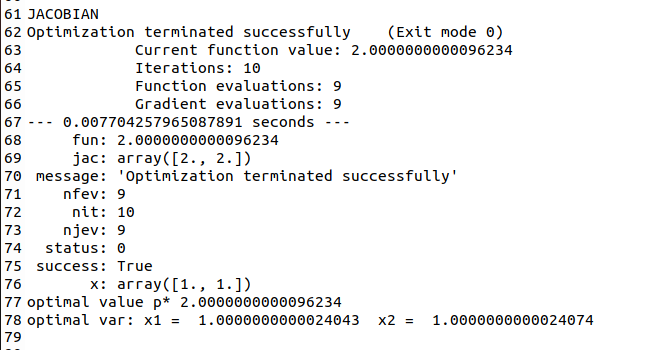 61 JACOBIAN
62 Optimization terminated successfully    (Exit mode 0)
63             Current function value: 2.0000000000096234
64             Iterations: 10
65             Function evaluations: 9
66             Gradient evaluations: 9
67 --- 0.007704257965087891 seconds ---
68      fun: 2.0000000000096234
69      jac: array([2., 2.])
70  message: 'Optimization terminated successfully'
71     nfev: 9
72      nit: 10
73     njev: 9
74   status: 0
75  success: True
76        x: array([1., 1.])
77 optimal value p* 2.0000000000096234
78 optimal var: x1 =  1.0000000000024043  x2 =  1.0000000000024074
79